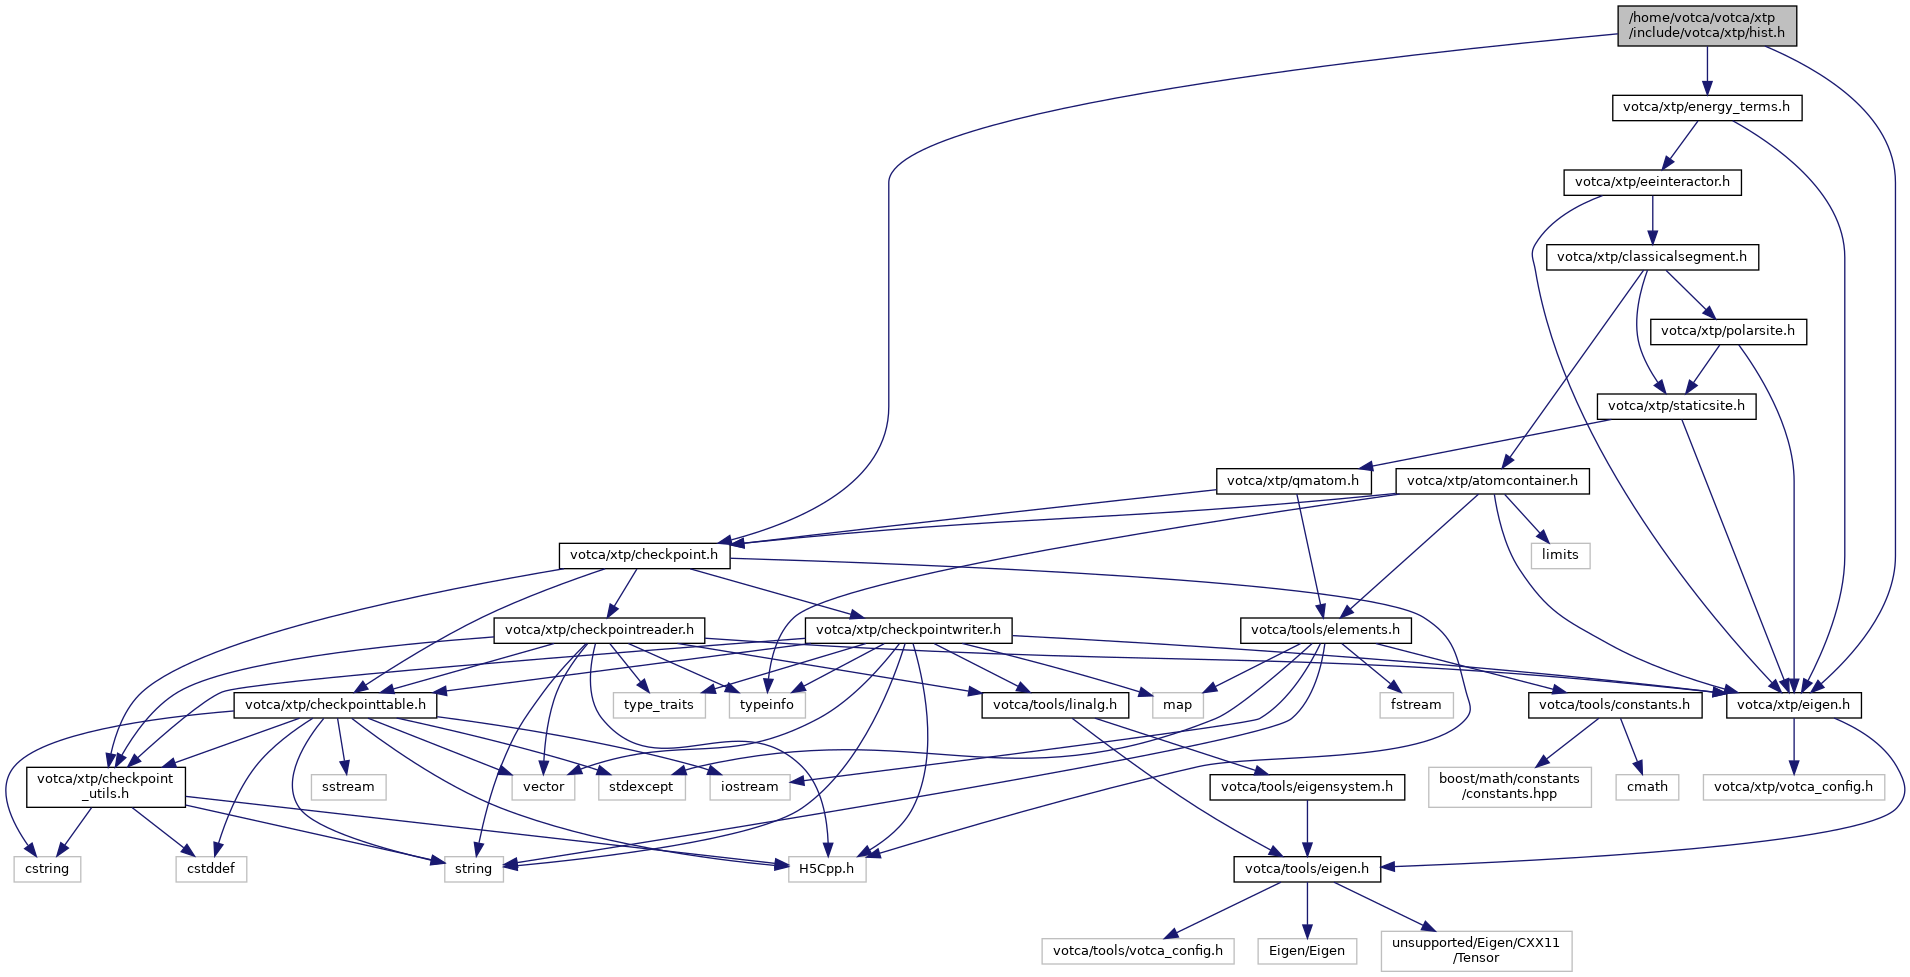 /home/votca/votca/xtp
/include/votca/xtp/hist.h
votca/xtp/energy_terms.h
votca/xtp/eeinteractor.h
votca/xtp/classicalsegment.h
votca/xtp/polarsite.h
votca/xtp/staticsite.h
votca/xtp/qmatom.h
votca/xtp/atomcontainer.h
votca/xtp/checkpoint.h
limits
votca/xtp/checkpointreader.h
votca/xtp/checkpointwriter.h
votca/tools/elements.h
votca/xtp/checkpointtable.h
type_traits
typeinfo
votca/tools/linalg.h
map
fstream
votca/tools/constants.h
votca/xtp/eigen.h
votca/xtp/checkpoint
_utils.h
sstream
vector
stdexcept
iostream
votca/tools/eigensystem.h
boost/math/constants
/constants.hpp
cmath
votca/xtp/votca_config.h
cstring
cstddef
string
H5Cpp.h
votca/tools/eigen.h
votca/tools/votca_config.h
Eigen/Eigen
unsupported/Eigen/CXX11
/Tensor